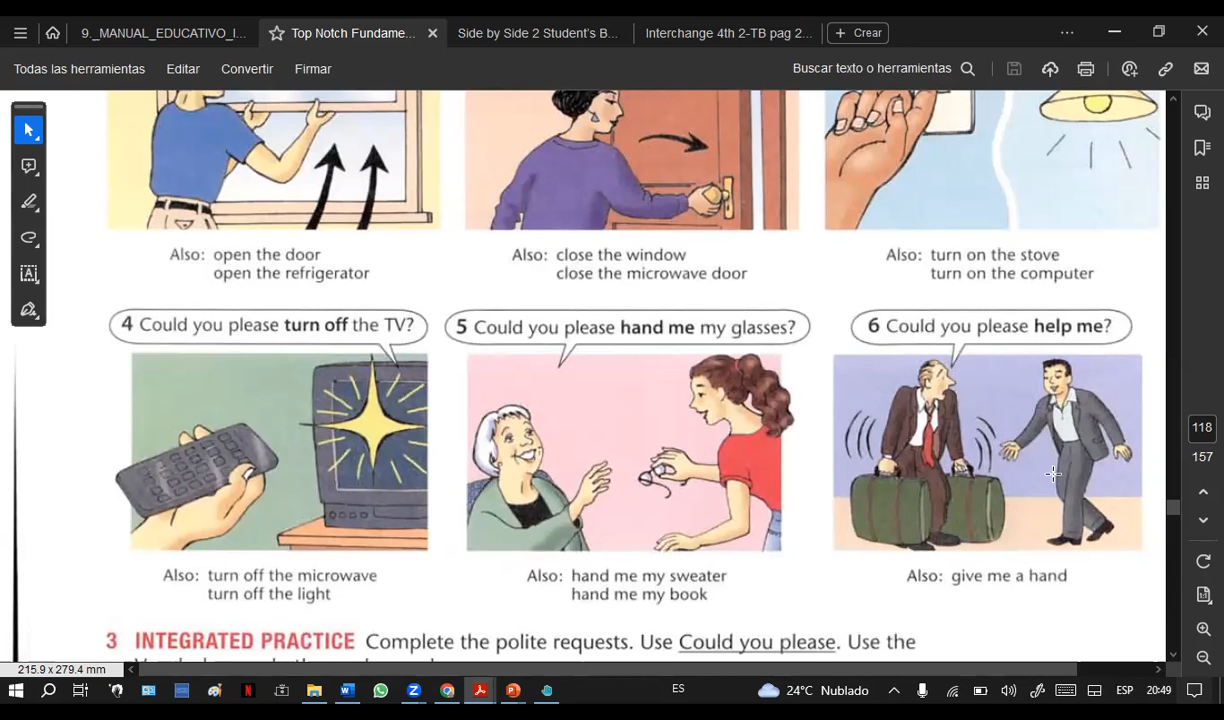 9._MANUAL_EDUCATIVO_I...
Top Notch Fundame...
Side by Side 2 Student's B...
Interchange 4th 2-TB pag 2...
Crear
Todas las herramientas
Editar
Convertir
Firmar
Buscar texto o herramientas
Also: open the door
open the refrigerator
Also: close the window
close the microwave door
Also: turn on the stove
turn on the computer
4 Could you please turn off the TV?
5 Could you please hand me my glasses?
6 Could you please help me?
Also: turn off the microwave
turn off the light
Also: hand me my sweater
hand me my book
Also: give me a hand
3 INTEGRATED PRACTICE Complete the polite requests. Use Could you please. Use the
118
157
215.9 x 279.4 mm
24°C Nublado
ES
ESP
20:49